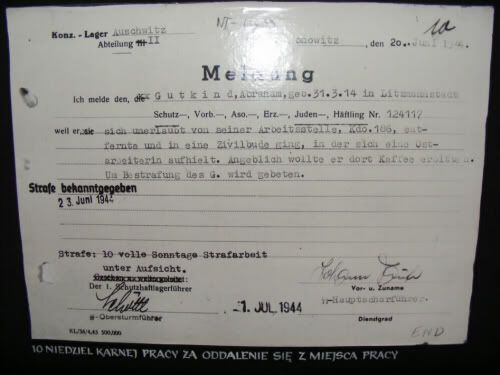 Konz. - Lager Auschwitz
Abteilung III II
onowitz, den 20. Juni 1944.
Meldung
Ich melde den, Gutkind, Abraham, geb. 31.3.14 in Litzmannstadt
Schutz-, Vorb-, Aso-, Erz-, Juden-, Häftling Nr. 124117
weil er, sie sich unerlaubt von seiner Arbeitsstelle, Kdo. 186, ent-
fernte und in eine Zivilbude ging, in der sich eine Ost-
arbeiterin aufhielt. Angeblich wollte er dort Kaffee erbitten.
Um Bestrafung des G. wird gebeten.
Strafe bekanntgegeben
23. Juni 1944
Strafe: 10 volle Sonntage Strafarbeit
unter Aufsicht.
Der 1. Schutzhaftlagerführer
Vor- u. Zuname
-1. JUL. 1944
-Hauptscharführer
-Obersturmführer
Dienstgrad
KL/36/4.43 500.000
END
10 NIEDZIEL KARNEJ PRACY ZA ODDALENIE SIĘ Z MIEJSCA PRACY